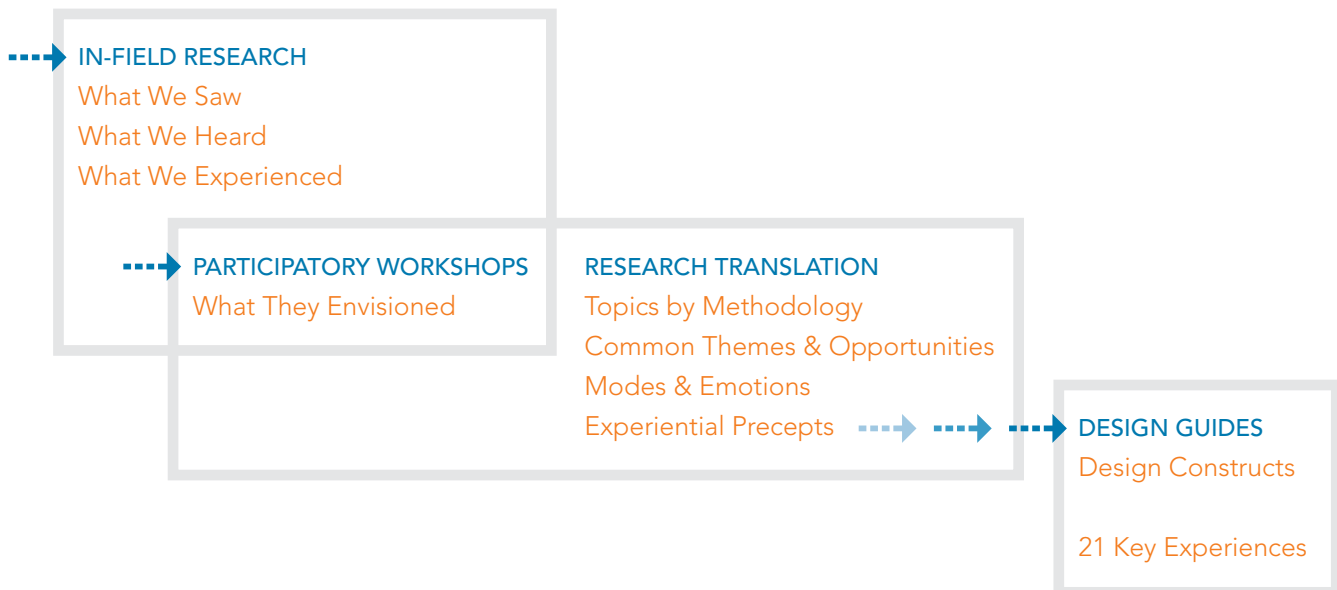 IN-FIELD RESEARCH
What We Saw
What We Heard
What We Experienced
PARTICIPATORY WORKSHOPS
What They Envisioned
RESEARCH TRANSLATION
Topics by Methodology
Common Themes & Opportunities
Modes & Emotions
Experiential Precepts
DESIGN GUIDES
Design Constructs
21 Key Experiences